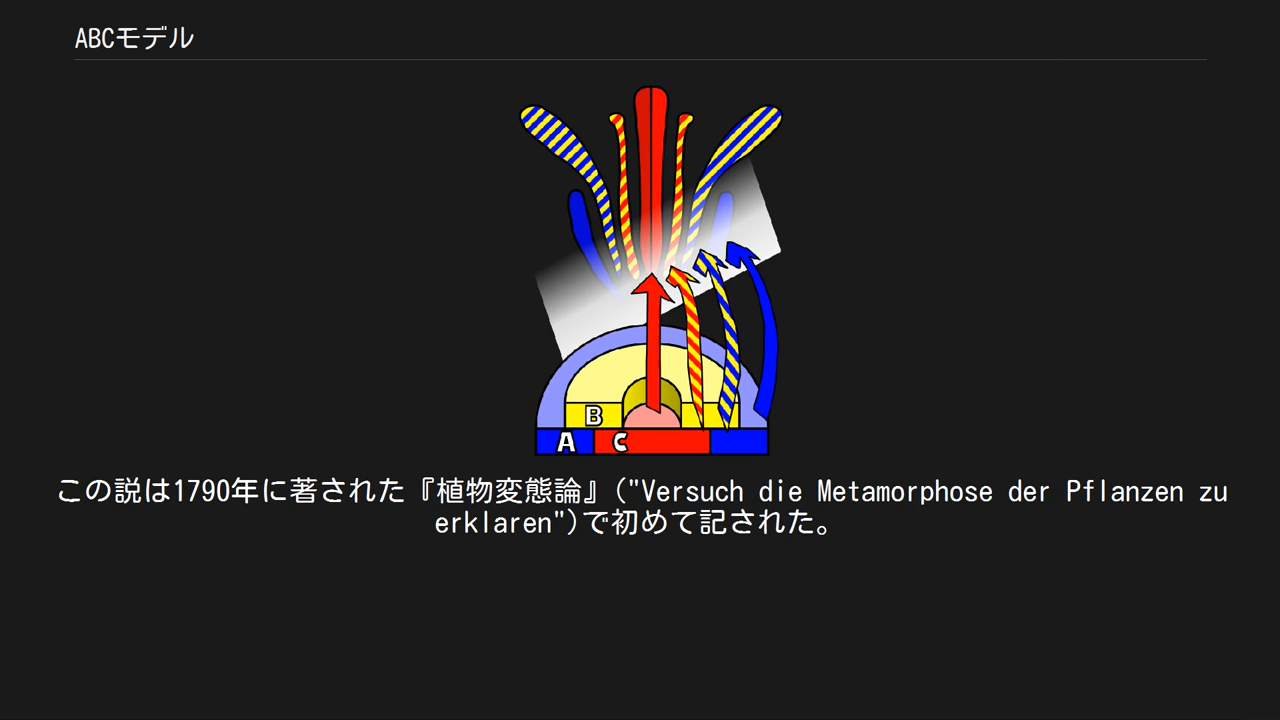 ABCモデル
B
A C
この説は1790年に著された『植物変態論』("Versuch die Metamorphose der Pflanzen zu
erklaren")で初めて記された。